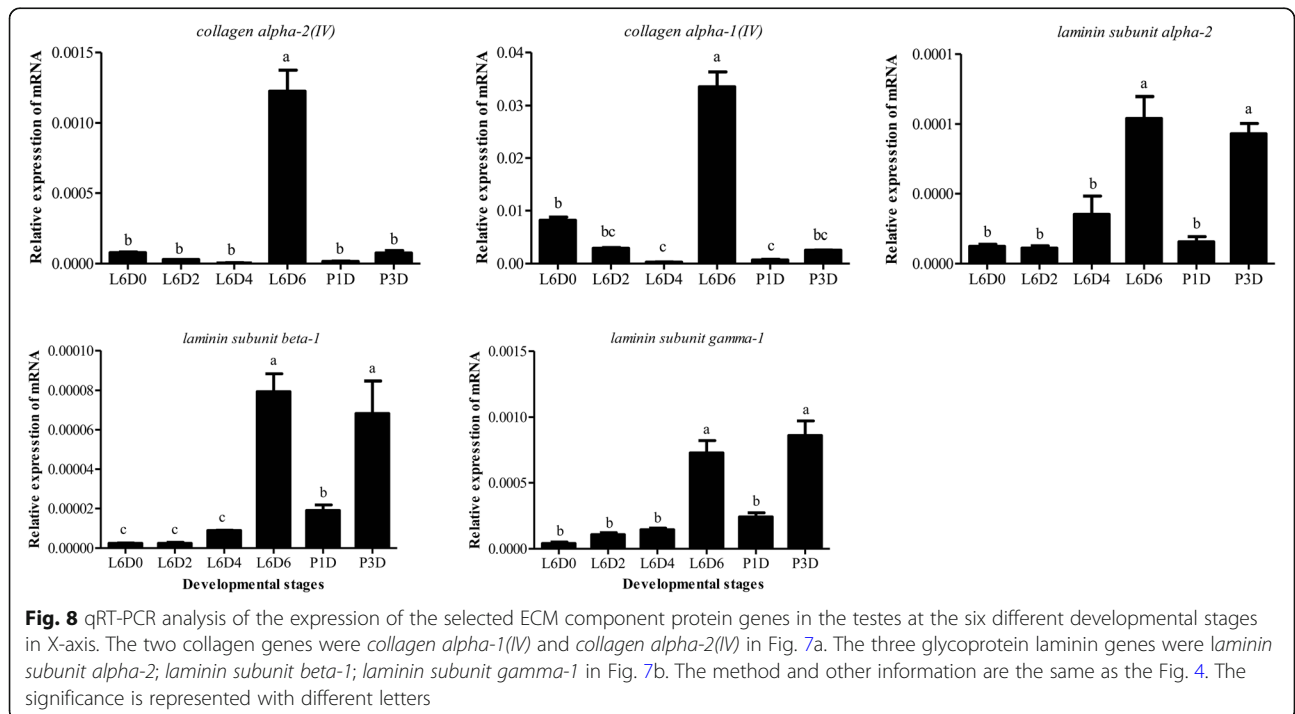 collagen alpha-2(IV)
Relative expresstion of mRNA
0.0015
0.0010
0.0005
0.0000
b
b
b
a
b
b
L6D0 L6D2 L6D4 L6D6 P1D P3D
collagen alpha-1(IV)
Relative expresstion of mRNA
0.04
0.03
0.02
0.01
0.00
b
bc
c
a
c
bc
L6D0 L6D2 L6D4 L6D6 P1D P3D
laminin subunit alpha-2
Relative expresstion of mRNA
0.0001
0.0001
0.0000
0.0000
b
b
b
a
b
a
L6D0 L6D2 L6D4 L6D6 P1D P3D
laminin subunit beta-1
Relative expresstion of mRNA
0.00010
0.00008
0.00006
0.00004
0.00002
0.00000
c
c
c
a
b
a
L6D0 L6D2 L6D4 L6D6 P1D P3D
Developmental stages
laminin subunit gamma-1
Relative expresstion of mRNA
0.0015
0.0010
0.0005
0.0000
b
b
b
a
b
a
L6D0 L6D2 L6D4 L6D6 P1D P3D
Developmental stages
Fig. 8 qRT-PCR analysis of the expression of the selected ECM component protein genes in the testes at the six different developmental stages
in X-axis. The two collagen genes were collagen alpha-1(IV) and collagen alpha-2(IV) in Fig. 7a. The three glycoprotein laminin genes were laminin
subunit alpha-2; laminin subunit beta-1; laminin subunit gamma-1 in Fig. 7b. The method and other information are the same as the Fig. 4. The
significance is represented with different letters